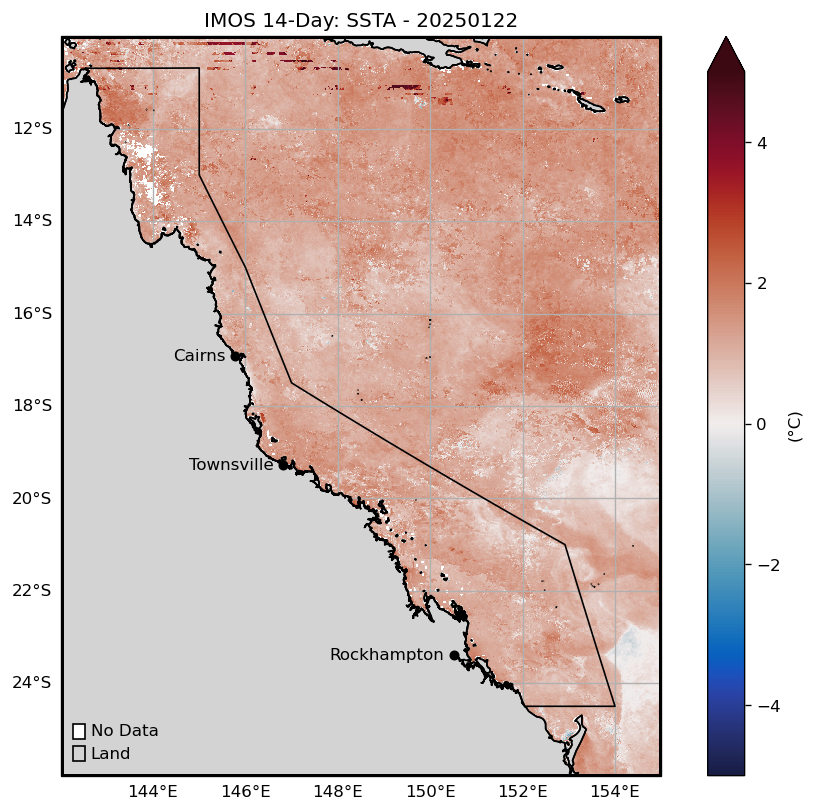 IMOS 14-Day: SSTA - 20250122
12°S
14°S
16°S
18°S
20°S
22°S
24°S
Cairns
Townsville
Rockhampton
No Data
Land
144°E 146°E 148°E 150°E 152°E 154°E
4
2
0
−2
−4
(°C)